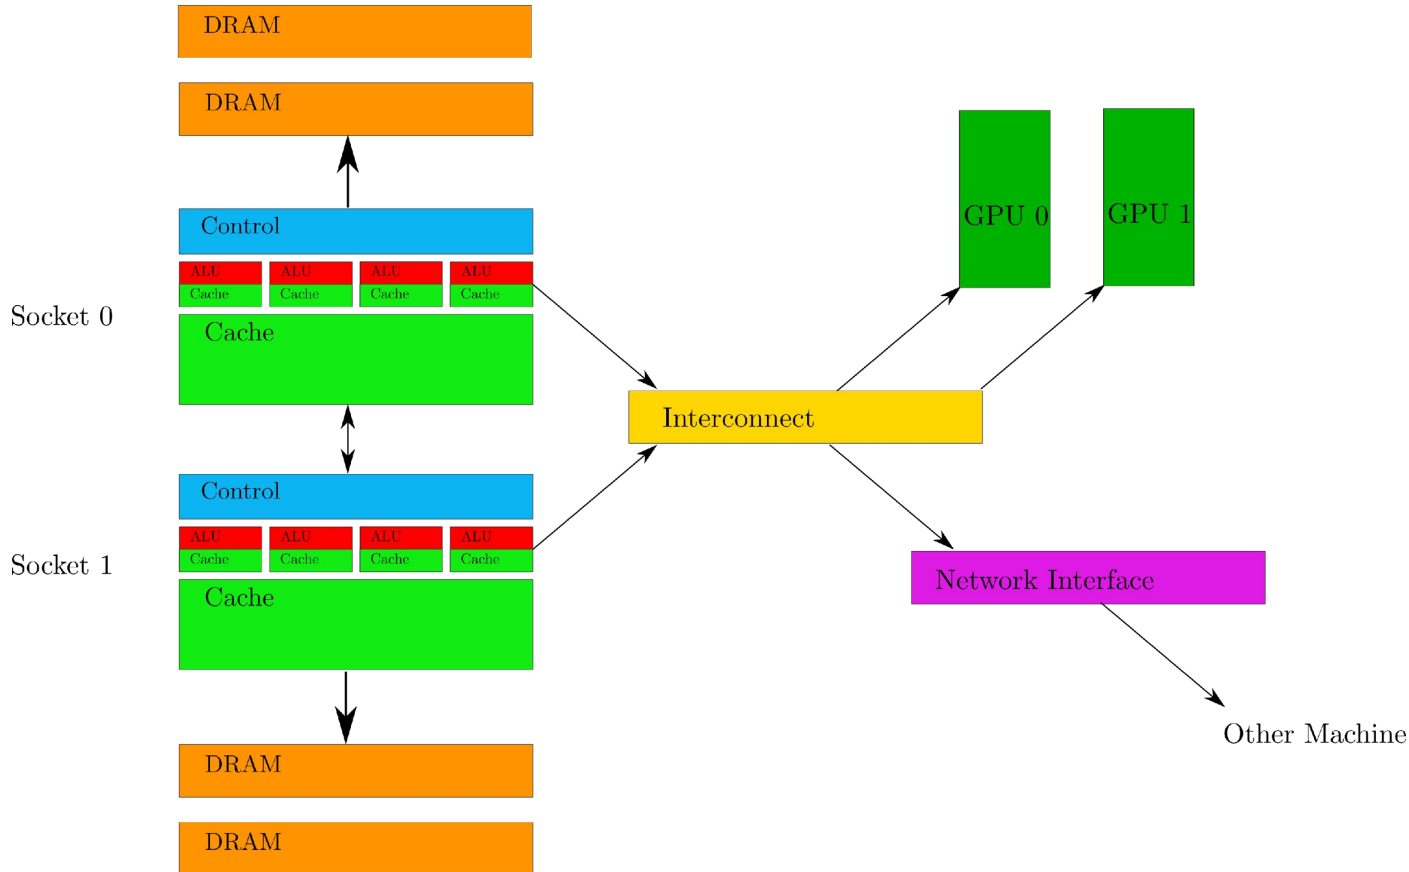 DRAM
DRAM
Control
ALU ALU ALU ALU
Cache Cache Cache Cache
Socket 0
Cache
Control
ALU ALU ALU ALU
Cache Cache Cache Cache
Socket 1
Cache
DRAM
DRAM
Interconnect
GPU 0
GPU 1
Network Interface
Other Machine